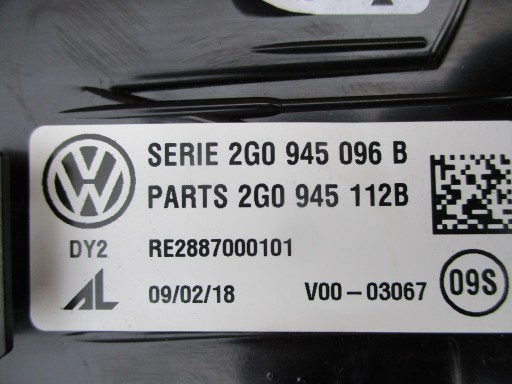 SERIE 2G0 945 096 B
PARTS 2G0 945 112B
DY2 RE2887000101
AL 09/02/18 V00-03067 09S